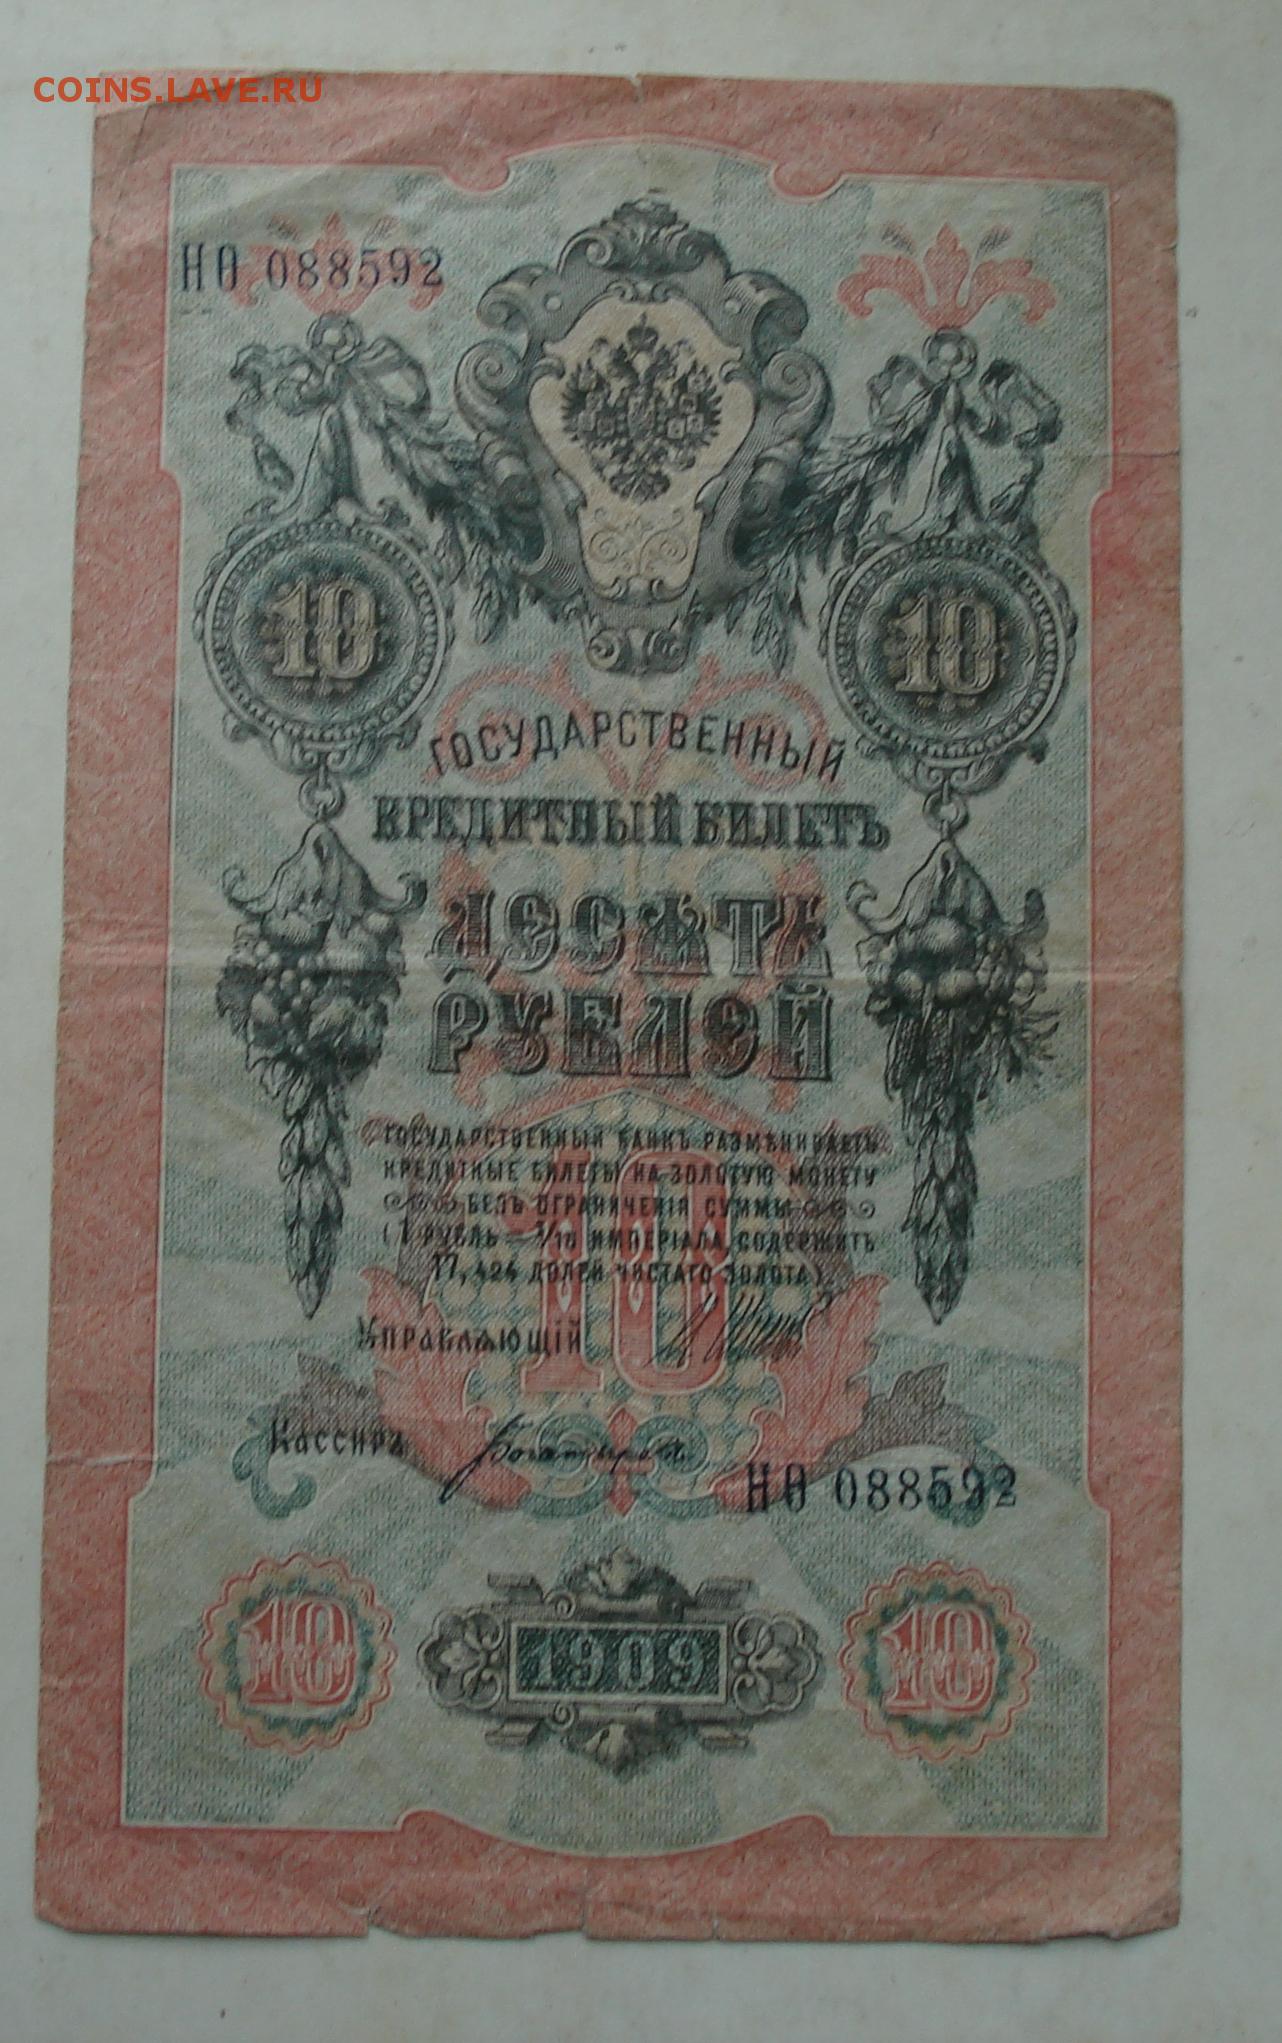 COINS.LAVE.RU
НѲ 088592
10 10
ГОСУДАРСТВЕННЫЙ
КРЕДИТНЫЙ БИЛЕТЪ
ДЕСЯТЬ
РУБЛЕЙ
ГОСУДАРСТВЕННЫЙ БАНКЪ РАЗМѢНИВАЕТЪ
КРЕДИТНЫЕ БИЛЕТЫ НА ЗОЛОТУЮ МОНЕТУ
БЕЗЪ ОГРАНИЧЕНІЯ СУММЫ
(1 РУБЛЬ = 1/15 ИМПЕРІАЛА, СОДЕРЖИТЪ
17,424 ДОЛЕЙ ЧИСТАГО ЗОЛОТА).
10
Управляющій
Кассиръ
НѲ 088592
10 1909 10